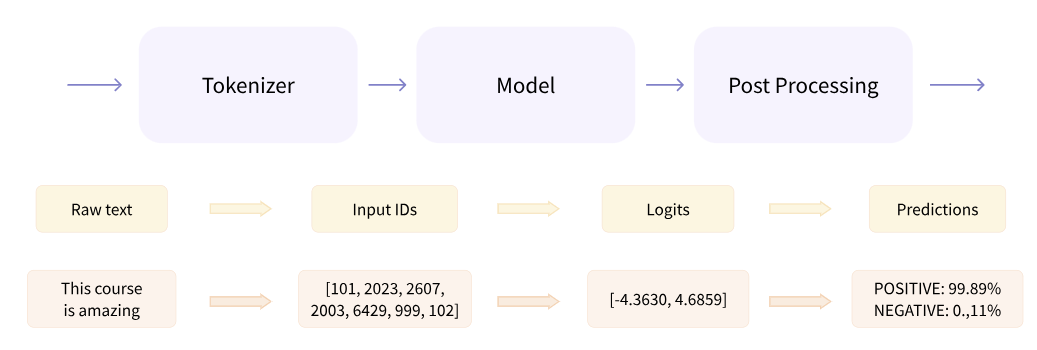 Tokenizer
Model
Post Processing
Raw text
Input IDs
Logits
Predictions
This course
is amazing
[101, 2023, 2607,
2003, 6429, 999, 102]
[-4.3630, 4.6859]
POSITIVE: 99.89%
NEGATIVE: 0.,11%